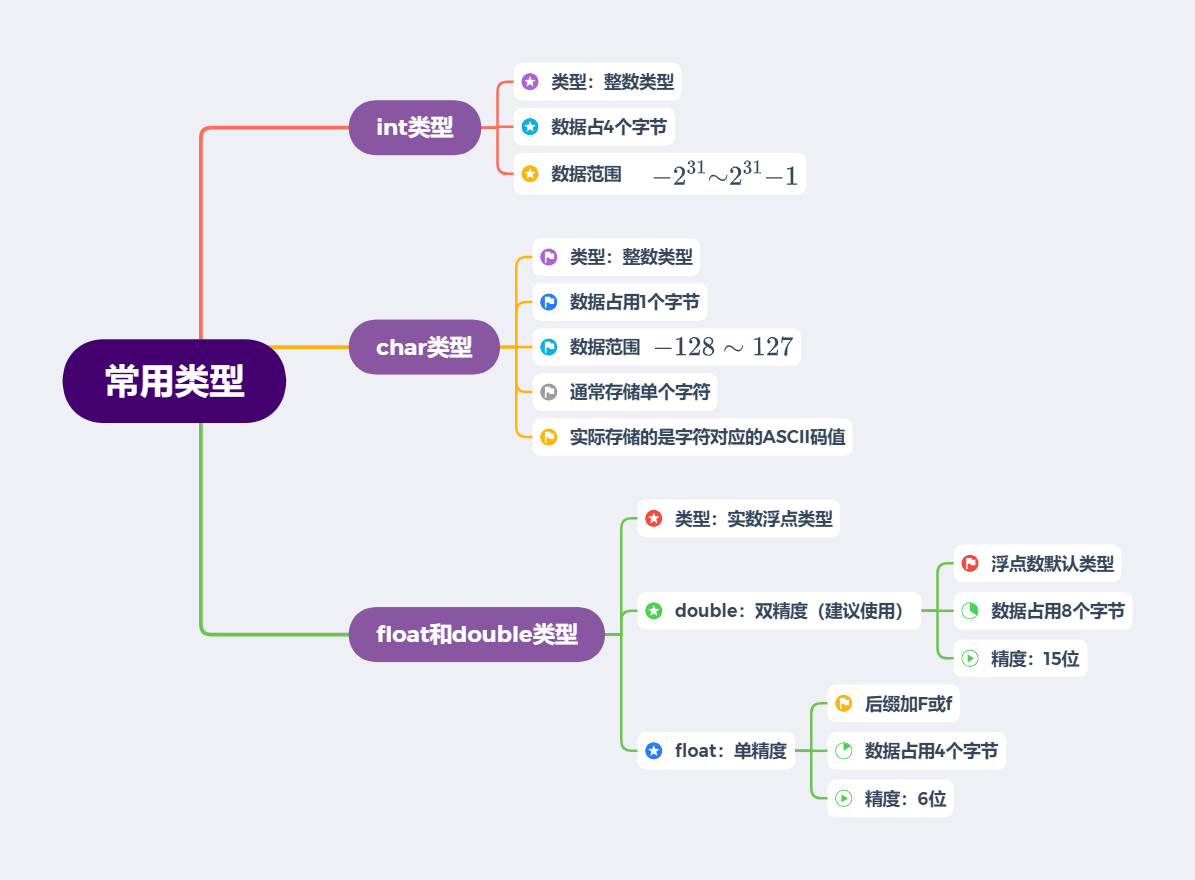 常用类型
int类型
类型：整数类型
数据占4个字节
数据范围 −2^31∼2^31−1
char类型
类型：整数类型
数据占用1个字节
数据范围 −128 ∼ 127
通常存储单个字符
实际存储的是字符对应的ASCII码值
float和double类型
类型：实数浮点类型
double：双精度（建议使用）
浮点数默认类型
数据占用8个字节
精度：15位
float：单精度
后缀加F或f
数据占用4个字节
精度：6位